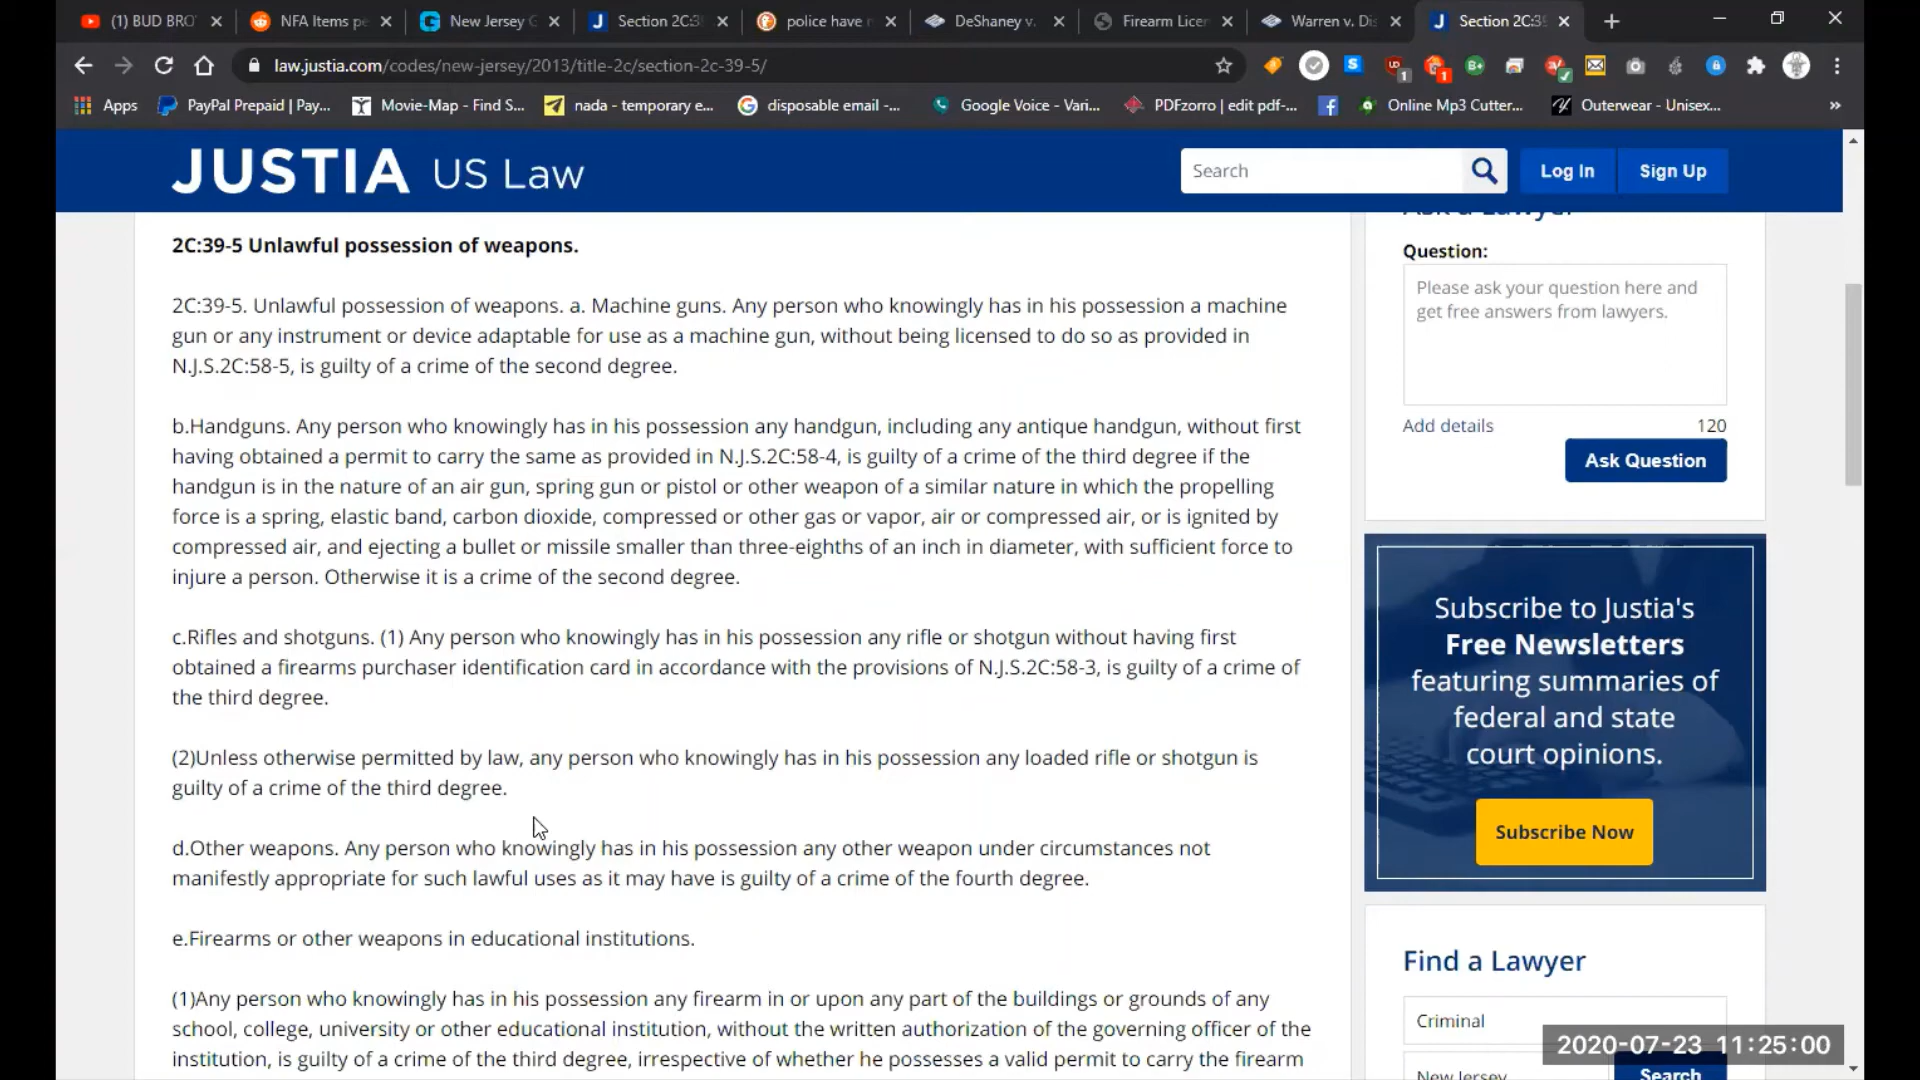 (1) BUD BRO
NFA Items pe
New Jersey G
Section 2C:3
police have n
DeShaney v.
Firearm Licen
Warren v. Dis
Section 2C:39
law.justia.com/codes/new-jersey/2013/title-2c/section-2c-39-5/
Apps
PayPal Prepaid | Pay...
Movie-Map - Find S...
nada - temporary e...
disposable email -...
Google Voice - Vari...
PDFzorro | edit pdf-...
Online Mp3 Cutter...
Outerwear - Unisex...
JUSTIA US Law
Search
Log In
Sign Up
2C:39-5 Unlawful possession of weapons.
2C:39-5. Unlawful possession of weapons. a. Machine guns. Any person who knowingly has in his possession a machine
gun or any instrument or device adaptable for use as a machine gun, without being licensed to do so as provided in
N.J.S.2C:58-5, is guilty of a crime of the second degree.
b.Handguns. Any person who knowingly has in his possession any handgun, including any antique handgun, without first
having obtained a permit to carry the same as provided in N.J.S.2C:58-4, is guilty of a crime of the third degree if the
handgun is in the nature of an air gun, spring gun or pistol or other weapon of a similar nature in which the propelling
force is a spring, elastic band, carbon dioxide, compressed or other gas or vapor, air or compressed air, or is ignited by
compressed air, and ejecting a bullet or missile smaller than three-eighths of an inch in diameter, with sufficient force to
injure a person. Otherwise it is a crime of the second degree.
c.Rifles and shotguns. (1) Any person who knowingly has in his possession any rifle or shotgun without having first
obtained a firearms purchaser identification card in accordance with the provisions of N.J.S.2C:58-3, is guilty of a crime of
the third degree.
(2)Unless otherwise permitted by law, any person who knowingly has in his possession any loaded rifle or shotgun is
guilty of a crime of the third degree.
d.Other weapons. Any person who knowingly has in his possession any other weapon under circumstances not
manifestly appropriate for such lawful uses as it may have is guilty of a crime of the fourth degree.
e.Firearms or other weapons in educational institutions.
(1)Any person who knowingly has in his possession any firearm in or upon any part of the buildings or grounds of any
school, college, university or other educational institution, without the written authorization of the governing officer of the
institution, is guilty of a crime of the third degree, irrespective of whether he possesses a valid permit to carry the firearm
Ask a Lawyer
Question:
Please ask your question here and
get free answers from lawyers.
Add details
120
Ask Question
Subscribe to Justia's
Free Newsletters
featuring summaries of
federal and state
court opinions.
Subscribe Now
Find a Lawyer
Criminal
New Jersey
Search
2020-07-23 11:25:00